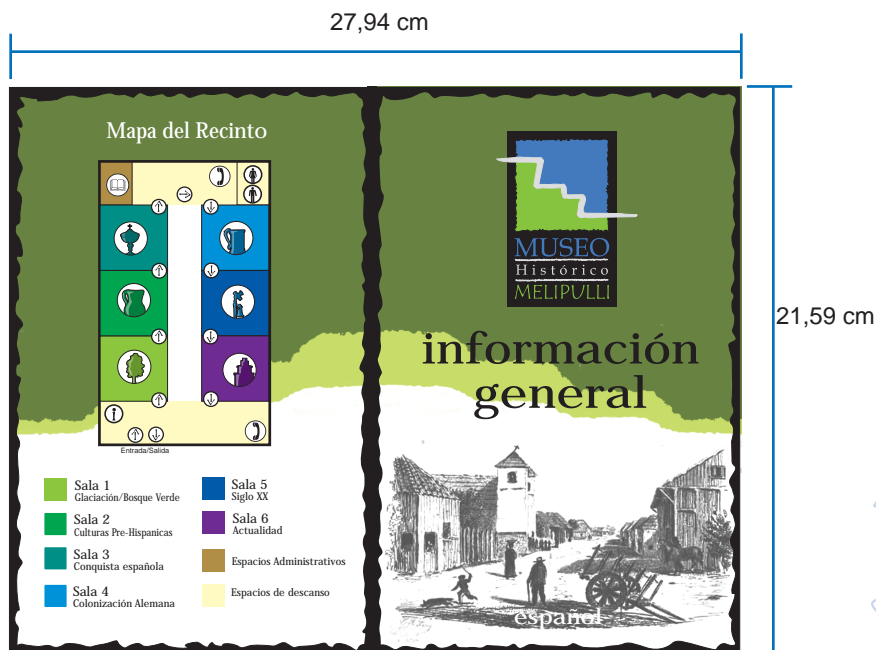 27,94 cm
21,59 cm
Mapa del Recinto
Entrada/Salida
Sala 1
Glaciación/Bosque Verde
Sala 2
Culturas Pre-Hispanicas
Sala 3
Conquista española
Sala 4
Colonización Alemana
Sala 5
Siglo XX
Sala 6
Actualidad
Espacios Administrativos
Espacios de descanso
MUSEO
Histórico
MELIPULLI
información
general
español